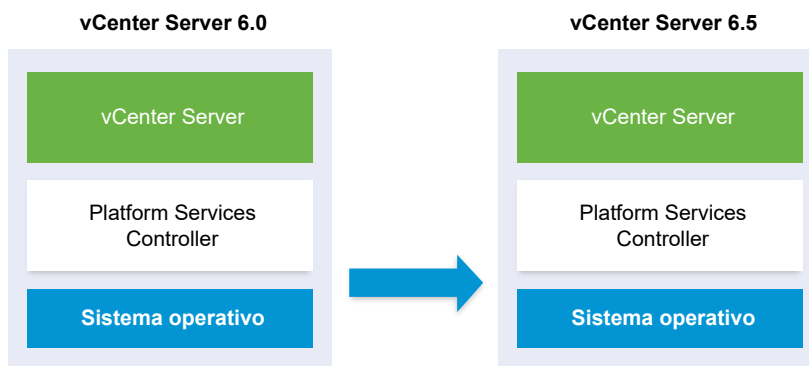 vCenter Server 6.0
vCenter Server
Platform Services
Controller
Sistema operativo
vCenter Server 6.5
vCenter Server
Platform Services
Controller
Sistema operativo